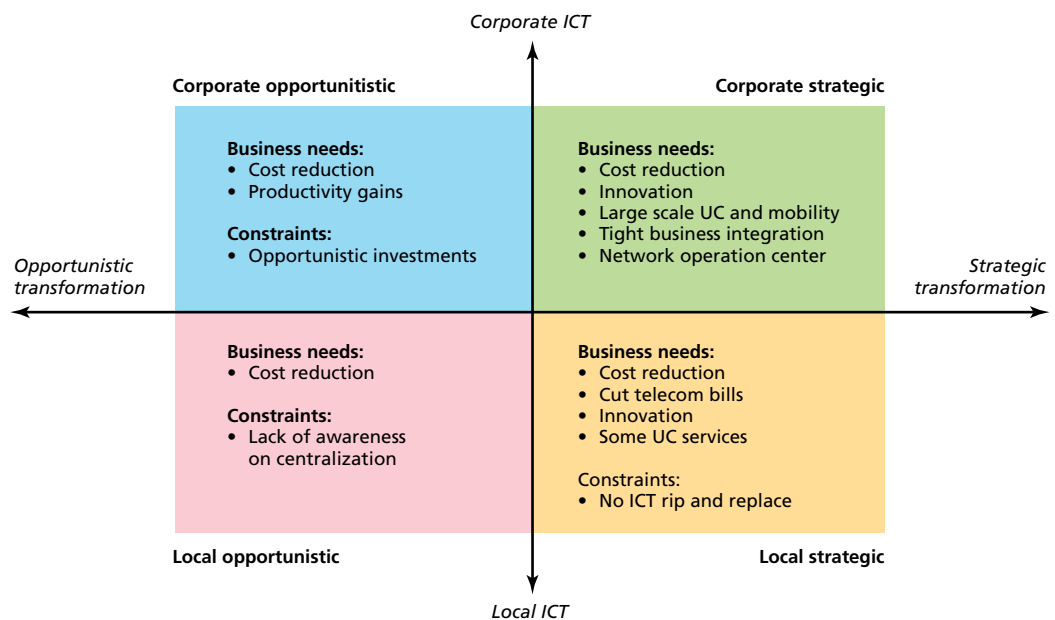 Corporate ICT
Corporate opportunitistic
Corporate strategic
Business needs:
• Cost reduction
• Productivity gains
Constraints:
• Opportunistic investments
Business needs:
• Cost reduction
• Innovation
• Large scale UC and mobility
• Tight business integration
• Network operation center
Opportunistic
transformation
Strategic
transformation
Business needs:
• Cost reduction
Constraints:
• Lack of awareness
on centralization
Business needs:
• Cost reduction
• Cut telecom bills
• Innovation
• Some UC services
Constraints:
• No ICT rip and replace
Local opportunistic
Local strategic
Local ICT